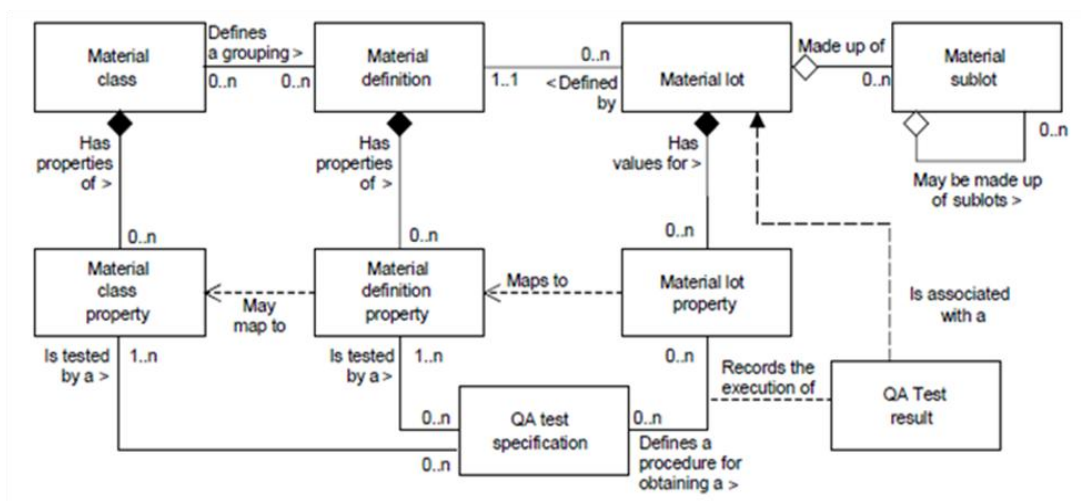 Material
class
Defines
a grouping >
0..n
0..n
Material
definition
1..1
0..n
< Defined
by
Material lot
Made up of
0..n
Material
sublot
0..n
May be made up
of sublots >
Has
properties
of >
0..n
Has
properties
of >
0..n
Has
values for >
0..n
Material
class
property
May
map to
Material
definition
property
Maps to
Material lot
property
Is associated
with a
Is tested
by a >
1..n
Is tested
by a >
1..n
0..n
Records the
execution of
QA Test
result
0..n
0..n
QA test
specification
0..n
Defines a
procedure for
obtaining a >